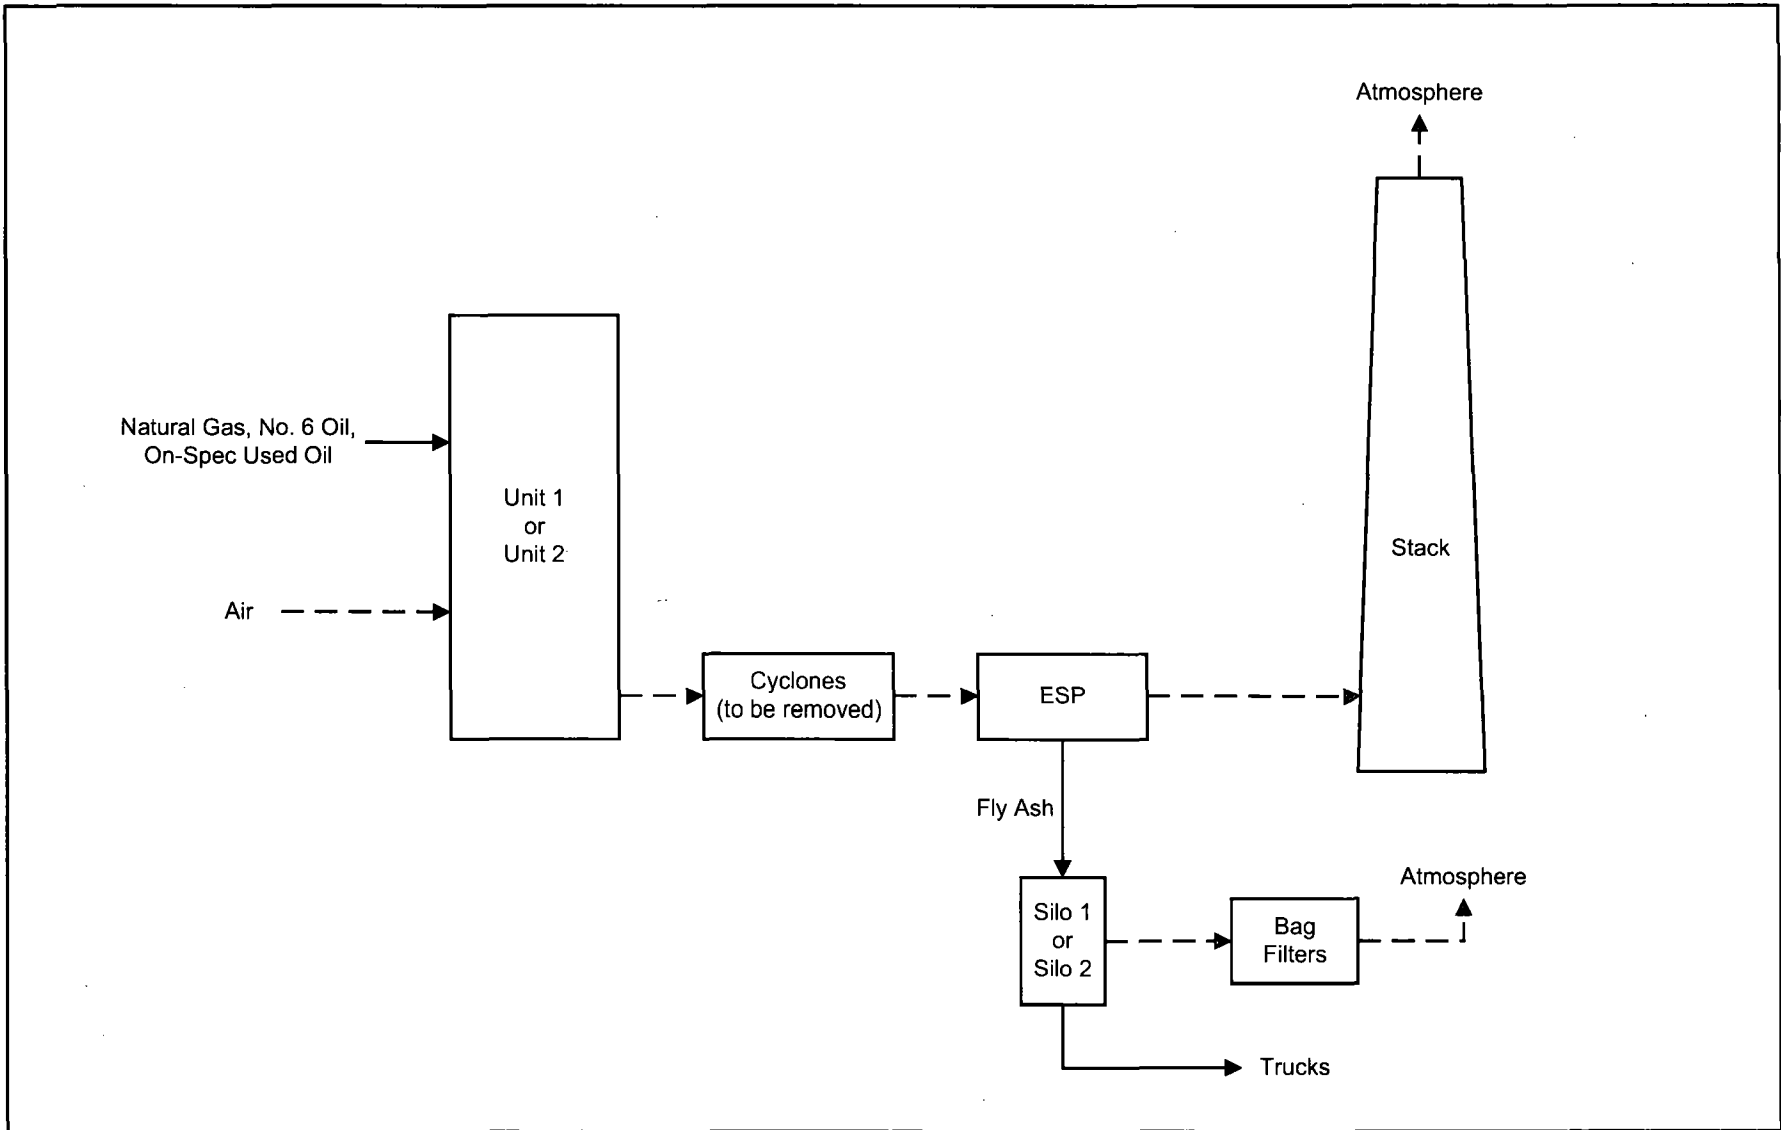 Atmosphere
Natural Gas, No. 6 Oil,
On-Spec Used Oil
Unit 1
or
Unit 2
Stack
Air
Cyclones
(to be removed)
ESP
Fly Ash
Atmosphere
Silo 1
or
Silo 2
Bag
Filters
Trucks